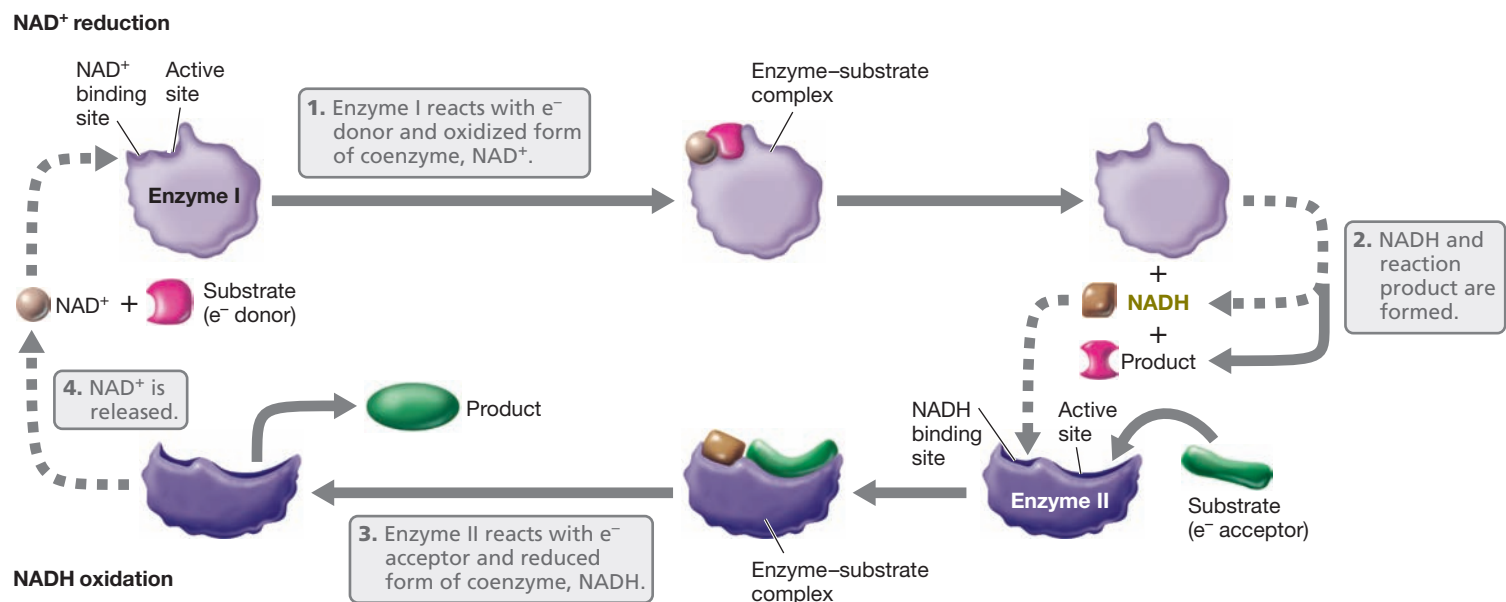 NAD⁺ reduction
NAD⁺
binding
site
Active
site
1. Enzyme I reacts with e⁻
donor and oxidized form
of coenzyme, NAD⁺.
Enzyme–substrate
complex
Enzyme I
2. NADH and
reaction
product are
formed.
+
NADH
+
Product
NAD⁺ +
Substrate
(e⁻ donor)
4. NAD⁺ is
released.
Product
NADH
binding
site
Active
site
Enzyme II
Substrate
(e⁻ acceptor)
3. Enzyme II reacts with e⁻
acceptor and reduced
form of coenzyme, NADH.
Enzyme–substrate
complex
NADH oxidation